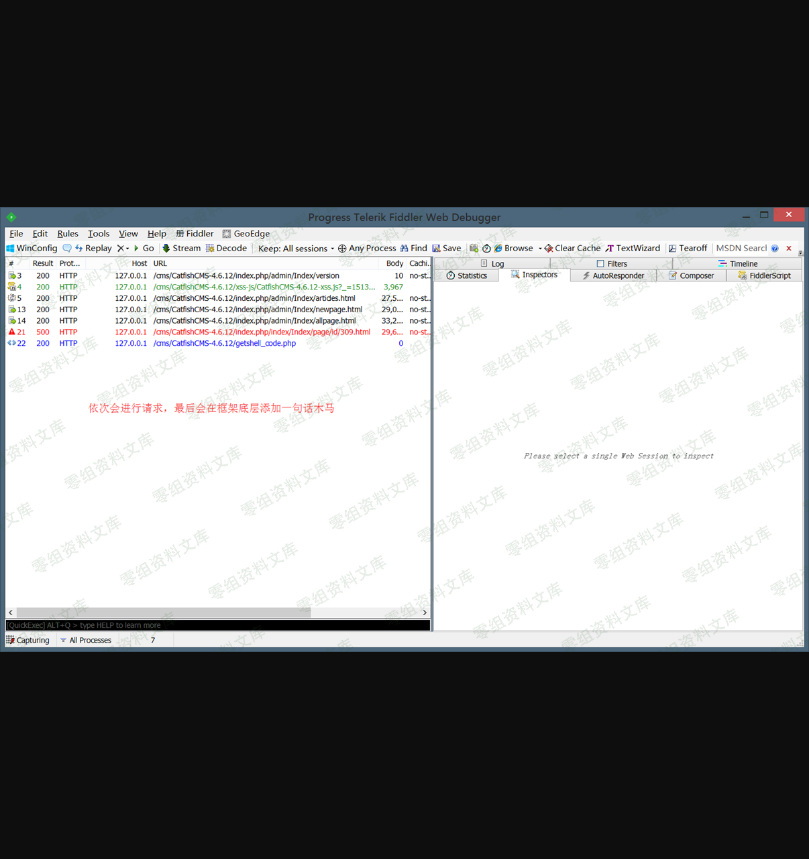 Progress Telerik Fiddler Web Debugger
File Edit Rules Tools View Help Fiddler GeoEdge
WinConfig Replay Go Stream Decode Keep: All sessions Any Process Find Save Browse Clear Cache TextWizard Tearoff MSDN Searcl
Log Filters Timeline
Statistics Inspectors AutoResponder Composer FiddlerScript
# Result Prot... Host URL Body Cachi...
3 200 HTTP 127.0.0.1 /cms/CatfishCMS-4.6.12/index.php/admin/Index/version 10 no-st...
4 200 HTTP 127.0.0.1 /cms/CatfishCMS-4.6.12/xss-js/CatfishCMS-4.6.12-xss.js?_=1513... 3,967
5 200 HTTP 127.0.0.1 /cms/CatfishCMS-4.6.12/index.php/admin/Index/articles.html 27,5... no-st...
13 200 HTTP 127.0.0.1 /cms/CatfishCMS-4.6.12/index.php/admin/Index/newpage.html 29,0... no-st...
14 200 HTTP 127.0.0.1 /cms/CatfishCMS-4.6.12/index.php/admin/Index/allpage.html 33,2... no-st...
21 500 HTTP 127.0.0.1 /cms/CatfishCMS-4.6.12/index.php/index/Index/page/id/309.html 29,6... no-st...
22 200 HTTP 127.0.0.1 /cms/CatfishCMS-4.6.12/getshell_code.php 0
依次会进行请求，最后会在框架底层添加一句话木马
Please select a single Web Session to inspect
[QuickExec] ALT+Q > type HELP to learn more
Capturing All Processes 7
零组资料文库